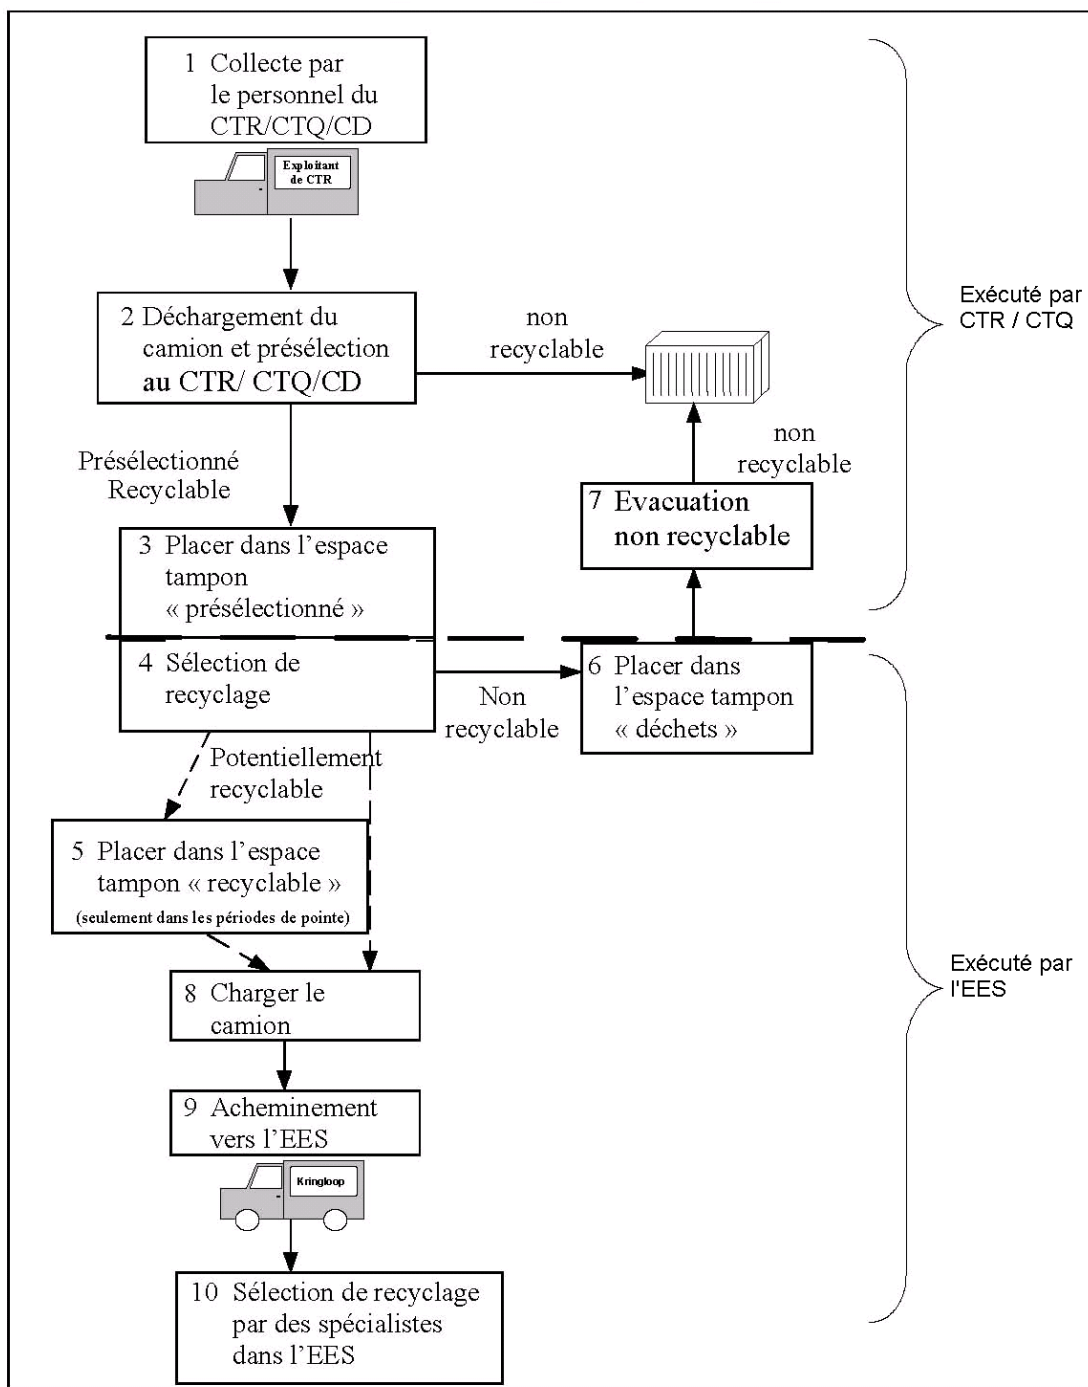 1 Collecte par
le personnel du
CTR/CTQ/CD
Exploitant
de CTR
2 Déchargement du
camion et présélection
au CTR/ CTQ/CD
non
recyclable
Exécuté par
CTR / CTQ
Présélectionné
Recyclable
non
recyclable
7 Evacuation
non recyclable
3 Placer dans l'espace
tampon
« présélectionné »
4 Sélection de
recyclage
Non
recyclable
6 Placer dans
l'espace tampon
« déchets »
Potentiellement
recyclable
5 Placer dans l'espace
tampon « recyclable »
(seulement dans les périodes de pointe)
8 Charger le
camion
Exécuté par
l'EES
9 Acheminement
vers l'EES
Kringloop
10 Sélection de recyclage
par des spécialistes
dans l'EES